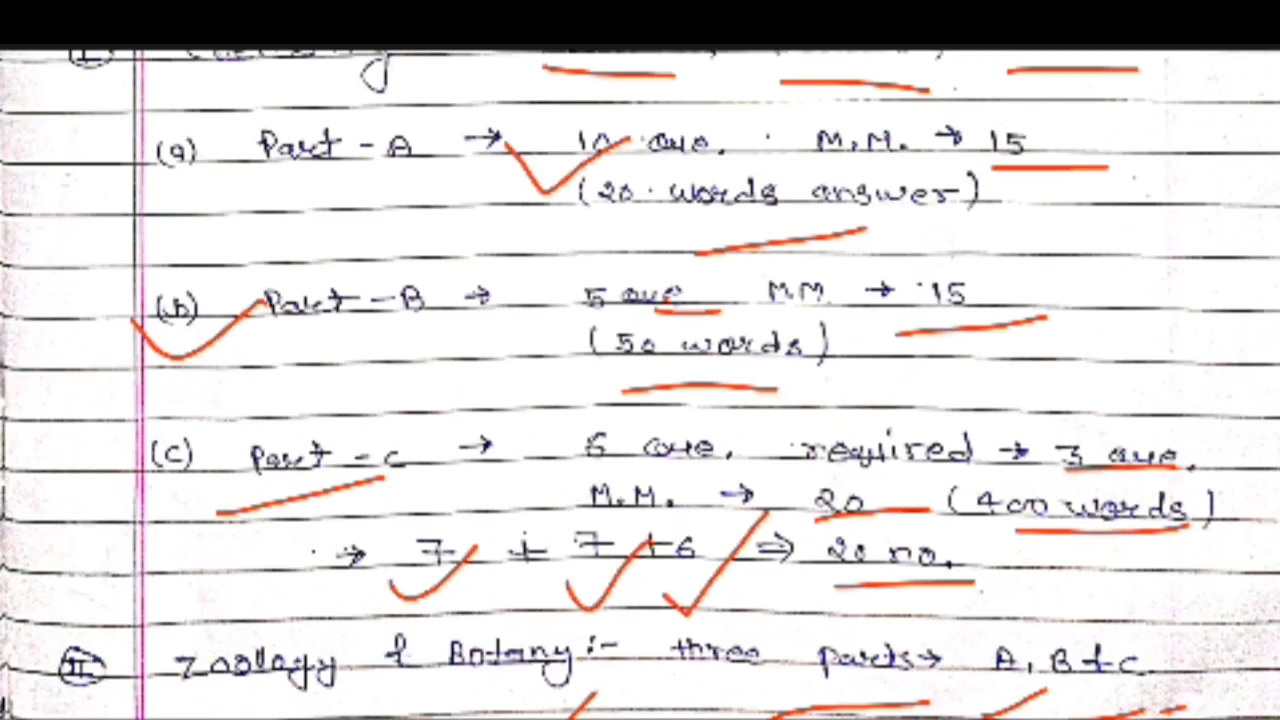 (a) Part - A → 10 que. M.M. → 15
(20 words answer)
(b) Part - B → 5 que M.M → 15
(50 words)
(C) Part - C → 6 que. required → 3 que.
M.M. → 20 (400 words)
→ 7 + 7 + 6 ⇒ 20 no.
(II) Zoology & Botany :- three parts → A, B & C